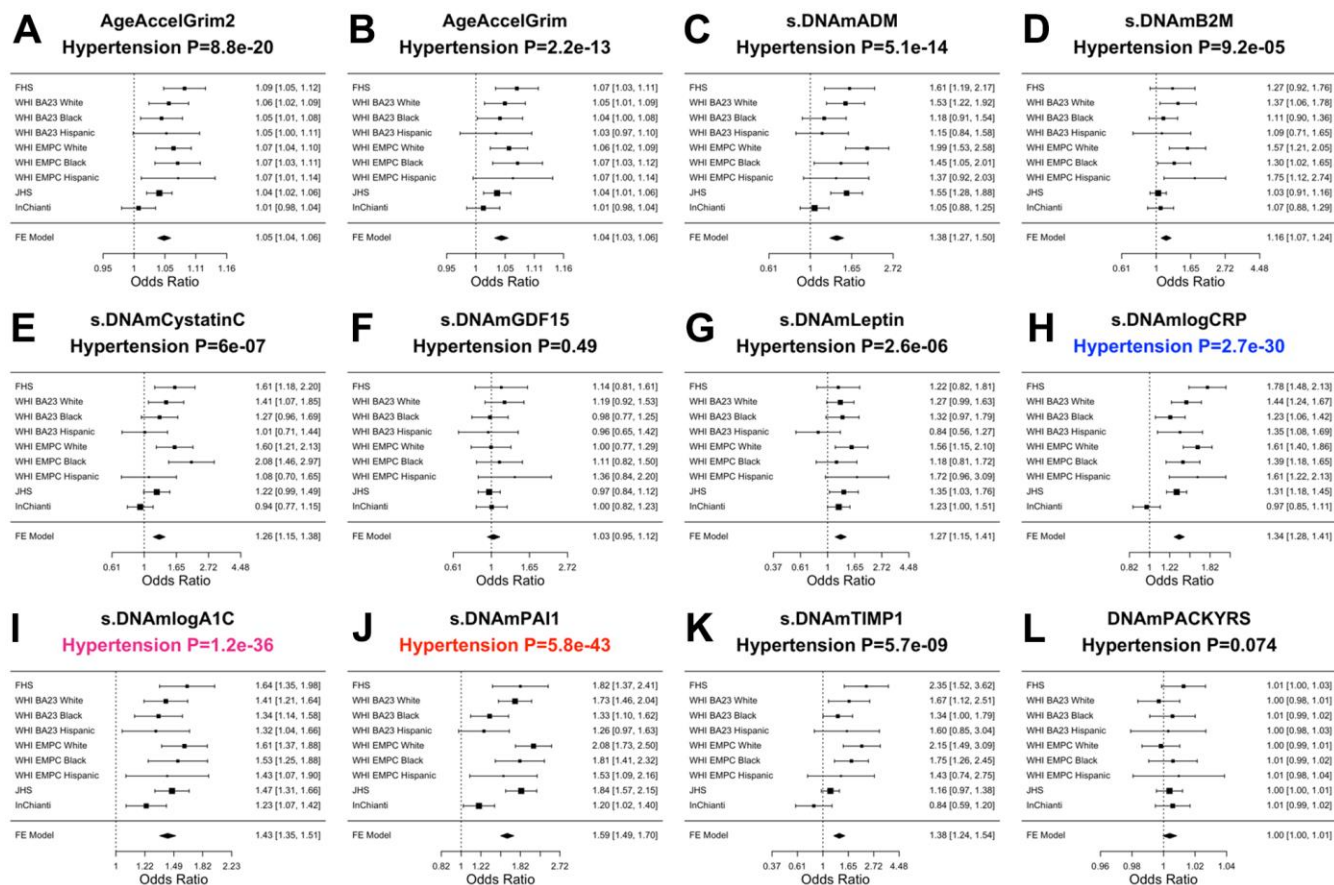 A AgeAccelGrim2
Hypertension P=8.8e-20
FHS 1.09 [1.05, 1.12]
WHI BA23 White 1.06 [1.02, 1.09]
WHI BA23 Black 1.05 [1.01, 1.08]
WHI BA23 Hispanic 1.05 [1.00, 1.11]
WHI EMPC White 1.07 [1.04, 1.10]
WHI EMPC Black 1.07 [1.03, 1.11]
WHI EMPC Hispanic 1.07 [1.01, 1.14]
JHS 1.04 [1.02, 1.06]
InChianti 1.01 [0.98, 1.04]
FE Model 1.05 [1.04, 1.06]
0.95 1 1.05 1.11 1.16
Odds Ratio
B AgeAccelGrim
Hypertension P=2.2e-13
FHS 1.07 [1.03, 1.11]
WHI BA23 White 1.05 [1.01, 1.09]
WHI BA23 Black 1.04 [1.00, 1.08]
WHI BA23 Hispanic 1.03 [0.97, 1.10]
WHI EMPC White 1.06 [1.02, 1.09]
WHI EMPC Black 1.07 [1.03, 1.12]
WHI EMPC Hispanic 1.07 [1.00, 1.14]
JHS 1.04 [1.01, 1.06]
InChianti 1.01 [0.98, 1.04]
FE Model 1.04 [1.03, 1.06]
0.95 1 1.05 1.11 1.16
Odds Ratio
C s.DNAmADM
Hypertension P=5.1e-14
FHS 1.61 [1.19, 2.17]
WHI BA23 White 1.53 [1.22, 1.92]
WHI BA23 Black 1.18 [0.91, 1.54]
WHI BA23 Hispanic 1.15 [0.84, 1.58]
WHI EMPC White 1.99 [1.53, 2.58]
WHI EMPC Black 1.45 [1.05, 2.01]
WHI EMPC Hispanic 1.37 [0.92, 2.03]
JHS 1.55 [1.28, 1.88]
InChianti 1.05 [0.88, 1.25]
FE Model 1.38 [1.27, 1.50]
0.61 1 1.65 2.72
Odds Ratio
D s.DNAmB2M
Hypertension P=9.2e-05
FHS 1.27 [0.92, 1.76]
WHI BA23 White 1.37 [1.06, 1.78]
WHI BA23 Black 1.11 [0.90, 1.36]
WHI BA23 Hispanic 1.09 [0.71, 1.65]
WHI EMPC White 1.57 [1.21, 2.05]
WHI EMPC Black 1.30 [1.02, 1.65]
WHI EMPC Hispanic 1.75 [1.12, 2.74]
JHS 1.03 [0.91, 1.16]
InChianti 1.07 [0.88, 1.29]
FE Model 1.16 [1.07, 1.24]
0.61 1 1.65 2.72 4.48
Odds Ratio
E s.DNAmCystatinC
Hypertension P=6e-07
FHS 1.61 [1.18, 2.20]
WHI BA23 White 1.41 [1.07, 1.85]
WHI BA23 Black 1.27 [0.96, 1.69]
WHI BA23 Hispanic 1.01 [0.71, 1.44]
WHI EMPC White 1.60 [1.21, 2.13]
WHI EMPC Black 2.08 [1.46, 2.97]
WHI EMPC Hispanic 1.08 [0.70, 1.65]
JHS 1.22 [0.99, 1.49]
InChianti 0.94 [0.77, 1.15]
FE Model 1.26 [1.15, 1.38]
0.61 1 1.65 2.72 4.48
Odds Ratio
F s.DNAmGDF15
Hypertension P=0.49
FHS 1.14 [0.81, 1.61]
WHI BA23 White 1.19 [0.92, 1.53]
WHI BA23 Black 0.98 [0.77, 1.25]
WHI BA23 Hispanic 0.96 [0.65, 1.42]
WHI EMPC White 1.00 [0.77, 1.29]
WHI EMPC Black 1.11 [0.82, 1.50]
WHI EMPC Hispanic 1.36 [0.84, 2.20]
JHS 0.97 [0.84, 1.12]
InChianti 1.00 [0.82, 1.23]
FE Model 1.03 [0.95, 1.12]
0.61 1 1.65 2.72
Odds Ratio
G s.DNAmLeptin
Hypertension P=2.6e-06
FHS 1.22 [0.82, 1.81]
WHI BA23 White 1.27 [0.99, 1.63]
WHI BA23 Black 1.32 [0.97, 1.79]
WHI BA23 Hispanic 0.84 [0.56, 1.27]
WHI EMPC White 1.56 [1.15, 2.10]
WHI EMPC Black 1.18 [0.81, 1.72]
WHI EMPC Hispanic 1.72 [0.96, 3.09]
JHS 1.35 [1.03, 1.76]
InChianti 1.23 [1.00, 1.51]
FE Model 1.27 [1.15, 1.41]
0.37 0.61 1 1.65 2.72 4.48
Odds Ratio
H s.DNAmlogCRP
Hypertension P=2.7e-30
FHS 1.78 [1.48, 2.13]
WHI BA23 White 1.44 [1.24, 1.67]
WHI BA23 Black 1.23 [1.06, 1.42]
WHI BA23 Hispanic 1.35 [1.08, 1.69]
WHI EMPC White 1.61 [1.40, 1.86]
WHI EMPC Black 1.39 [1.18, 1.65]
WHI EMPC Hispanic 1.61 [1.22, 2.13]
JHS 1.31 [1.18, 1.45]
InChianti 0.97 [0.85, 1.11]
FE Model 1.34 [1.28, 1.41]
0.82 1 1.22 1.82
Odds Ratio
I s.DNAmlogA1C
Hypertension P=1.2e-36
FHS 1.64 [1.35, 1.98]
WHI BA23 White 1.41 [1.21, 1.64]
WHI BA23 Black 1.34 [1.14, 1.58]
WHI BA23 Hispanic 1.32 [1.04, 1.66]
WHI EMPC White 1.61 [1.37, 1.88]
WHI EMPC Black 1.53 [1.25, 1.88]
WHI EMPC Hispanic 1.43 [1.07, 1.90]
JHS 1.47 [1.31, 1.66]
InChianti 1.23 [1.07, 1.42]
FE Model 1.43 [1.35, 1.51]
1 1.22 1.49 1.82 2.23
Odds Ratio
J s.DNAmPAI1
Hypertension P=5.8e-43
FHS 1.82 [1.37, 2.41]
WHI BA23 White 1.73 [1.46, 2.04]
WHI BA23 Black 1.33 [1.10, 1.62]
WHI BA23 Hispanic 1.26 [0.97, 1.63]
WHI EMPC White 2.08 [1.73, 2.50]
WHI EMPC Black 1.81 [1.41, 2.32]
WHI EMPC Hispanic 1.53 [1.09, 2.16]
JHS 1.84 [1.57, 2.15]
InChianti 1.20 [1.02, 1.40]
FE Model 1.59 [1.49, 1.70]
0.82 1 1.22 1.82 2.72
Odds Ratio
K s.DNAmTIMP1
Hypertension P=5.7e-09
FHS 2.35 [1.52, 3.62]
WHI BA23 White 1.67 [1.12, 2.51]
WHI BA23 Black 1.34 [1.00, 1.79]
WHI BA23 Hispanic 1.60 [0.85, 3.04]
WHI EMPC White 2.15 [1.49, 3.09]
WHI EMPC Black 1.75 [1.26, 2.45]
WHI EMPC Hispanic 1.43 [0.74, 2.75]
JHS 1.16 [0.97, 1.38]
InChianti 0.84 [0.59, 1.20]
FE Model 1.38 [1.24, 1.54]
0.37 0.61 1 1.65 2.72 4.48
Odds Ratio
L DNAmPACKYRS
Hypertension P=0.074
FHS 1.01 [1.00, 1.03]
WHI BA23 White 1.00 [0.98, 1.01]
WHI BA23 Black 1.01 [0.99, 1.02]
WHI BA23 Hispanic 1.00 [0.98, 1.03]
WHI EMPC White 1.00 [0.99, 1.01]
WHI EMPC Black 1.01 [0.99, 1.02]
WHI EMPC Hispanic 1.01 [0.98, 1.04]
JHS 1.00 [1.00, 1.01]
InChianti 1.01 [0.99, 1.02]
FE Model 1.00 [1.00, 1.01]
0.96 0.98 1 1.02 1.04
Odds Ratio